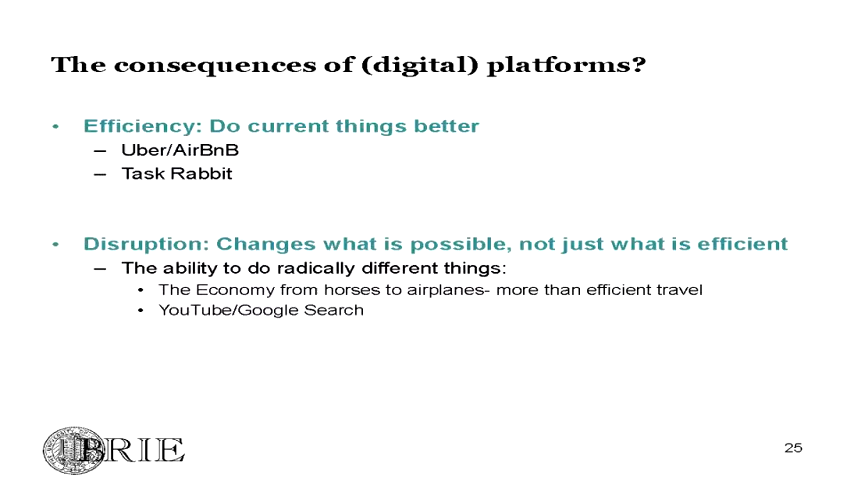 The consequences of (digital) platforms?
• Efficiency: Do current things better
– Uber/AirBnB
– Task Rabbit
• Disruption: Changes what is possible, not just what is efficient
– The ability to do radically different things:
• The Economy from horses to airplanes- more than efficient travel
• YouTube/Google Search
BRIE
25